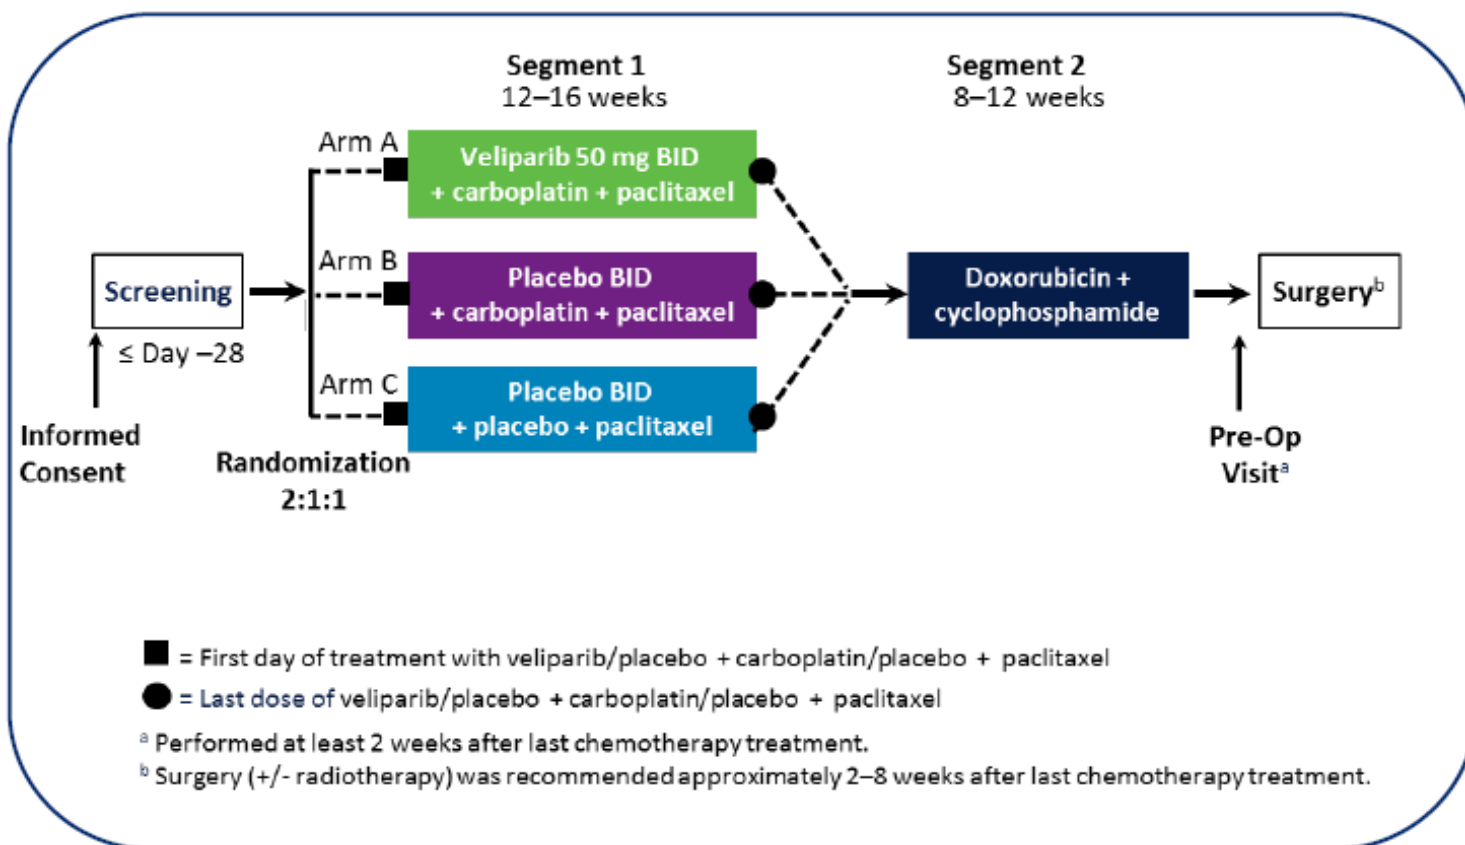 Segment 1
12–16 weeks
Segment 2
8–12 weeks
Arm A
Veliparib 50 mg BID
+ carboplatin + paclitaxel
Arm B
Placebo BID
+ carboplatin + paclitaxel
Arm C
Placebo BID
+ placebo + paclitaxel
Screening
≤ Day –28
Informed
Consent
Randomization
2:1:1
Doxorubicin +
cyclophosphamide
Surgeryᵇ
Pre-Op
Visitᵃ
■ = First day of treatment with veliparib/placebo + carboplatin/placebo + paclitaxel
● = Last dose of veliparib/placebo + carboplatin/placebo + paclitaxel
ᵃ Performed at least 2 weeks after last chemotherapy treatment.
ᵇ Surgery (+/- radiotherapy) was recommended approximately 2–8 weeks after last chemotherapy treatment.